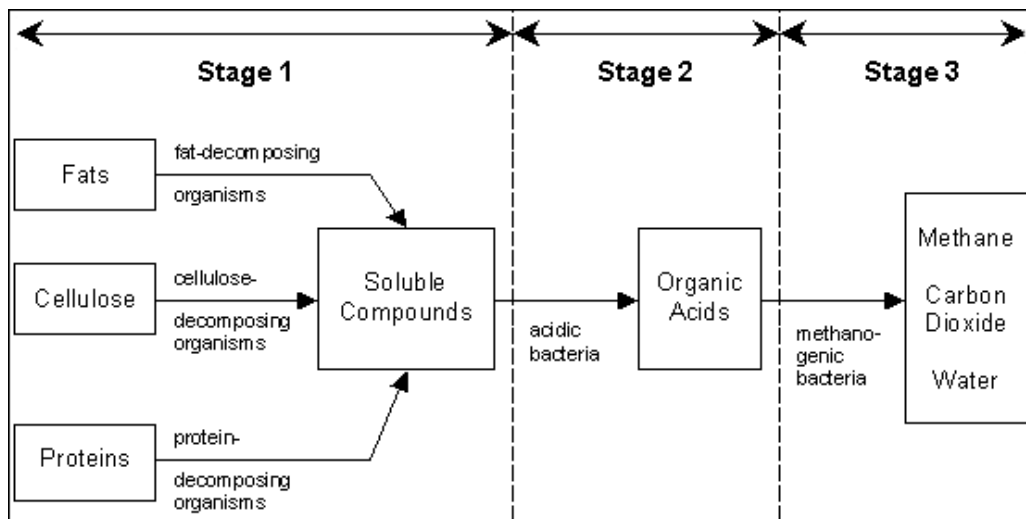 Stage 1
Stage 2
Stage 3
Fats
fat-decomposing
organisms
Cellulose
cellulose-
decomposing
organisms
Proteins
protein-
decomposing
organisms
Soluble
Compounds
acidic
bacteria
Organic
Acids
methano-
genic
bacteria
Methane
Carbon
Dioxide
Water